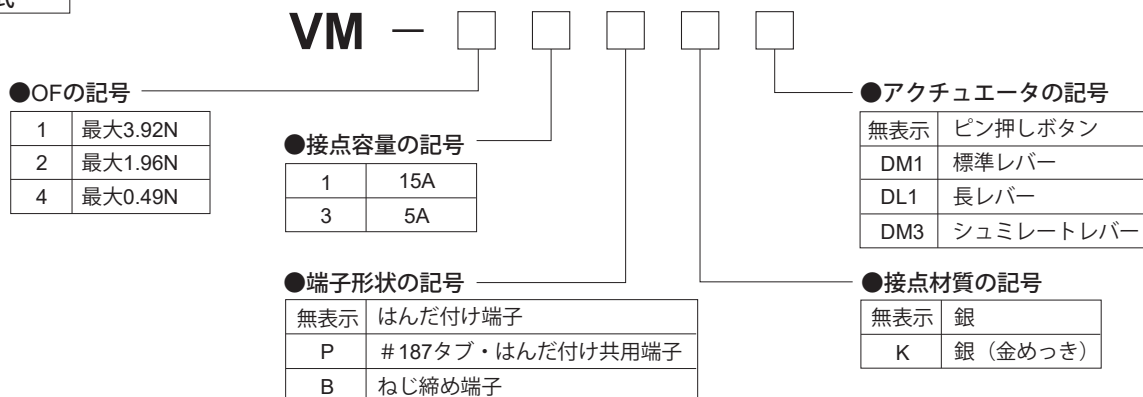 式
VM －
●OFの記号
1 最大3.92N
2 最大1.96N
4 最大0.49N
●接点容量の記号
1 15A
3 5A
●端子形状の記号
無表示 はんだ付け端子
P ＃187タブ・はんだ付け共用端子
B ねじ締め端子
●アクチュエータの記号
無表示 ピン押しボタン
DM1 標準レバー
DL1 長レバー
DM3 シュミレートレバー
●接点材質の記号
無表示 銀
K 銀（金めっき）